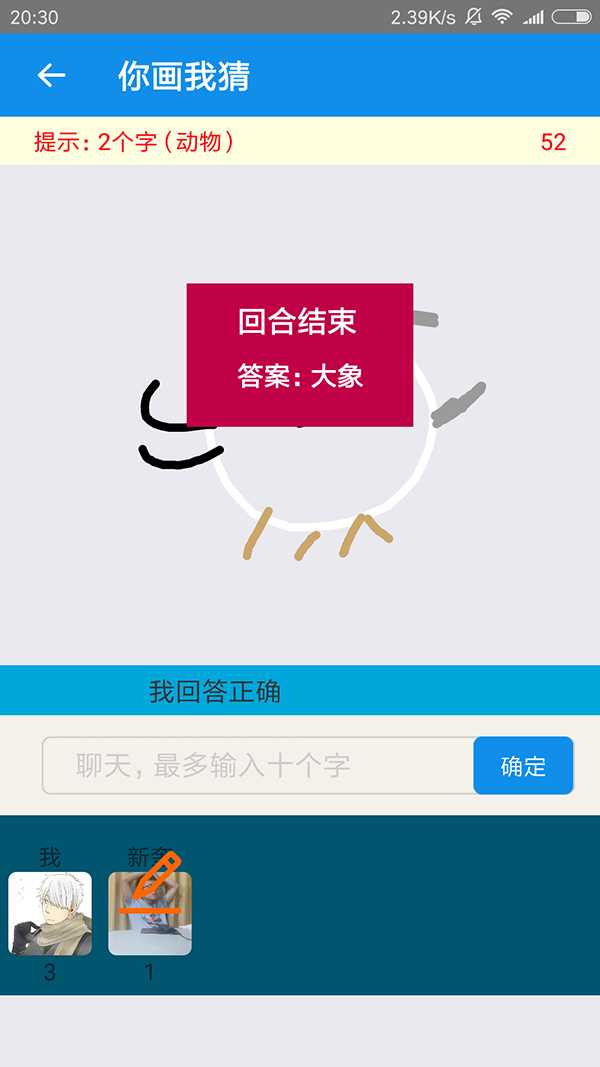 20:30 2.39K/s
你画我猜
提示: 2个字 (动物) 52
回合结束
答案: 大象
我回答正确
聊天, 最多输入十个字 确定
我 新
3 1